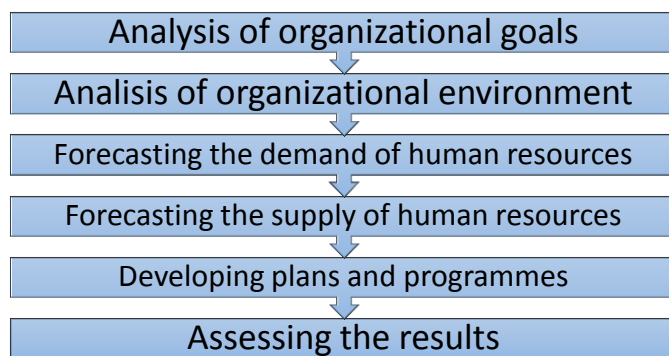 Analysis of organizational goals
Analisis of organizational environment
Forecasting the demand of human resources
Forecasting the supply of human resources
Developing plans and programmes
Assessing the results